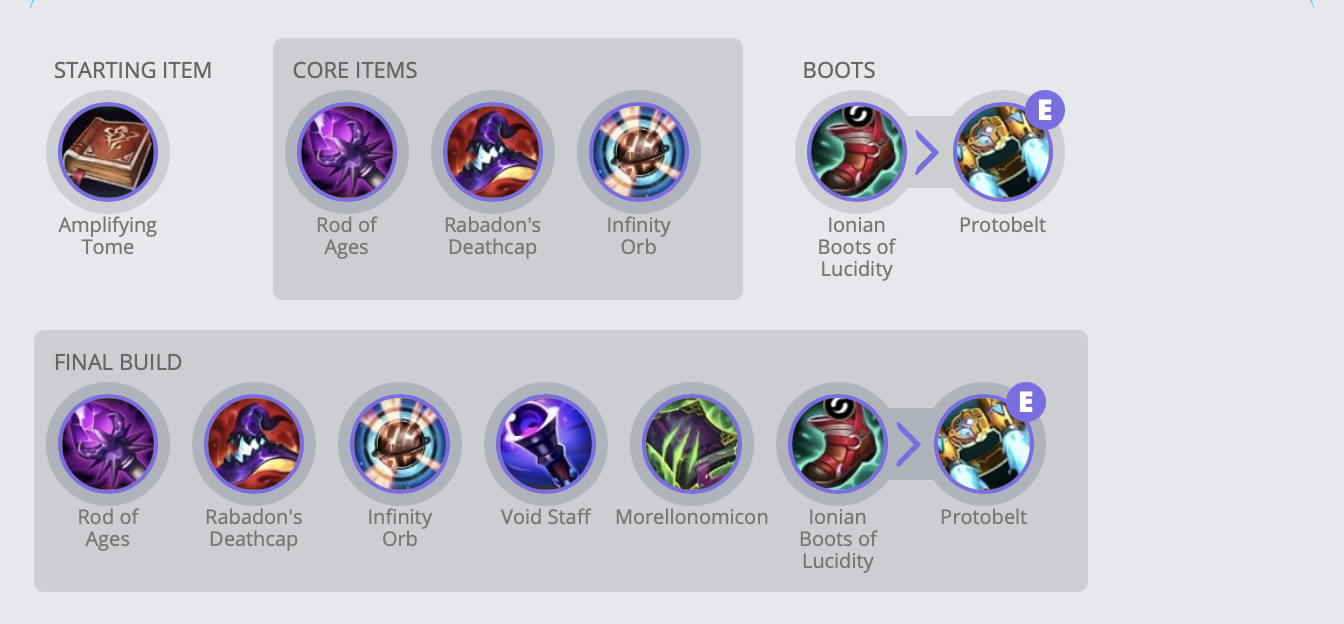 STARTING ITEM
Amplifying
Tome
CORE ITEMS
Rod of
Ages
Rabadon's
Deathcap
Infinity
Orb
BOOTS
Ionian
Boots of
Lucidity
E
Protobelt
FINAL BUILD
Rod of
Ages
Rabadon's
Deathcap
Infinity
Orb
Void Staff
Morellonomicon
Ionian
Boots of
Lucidity
E
Protobelt